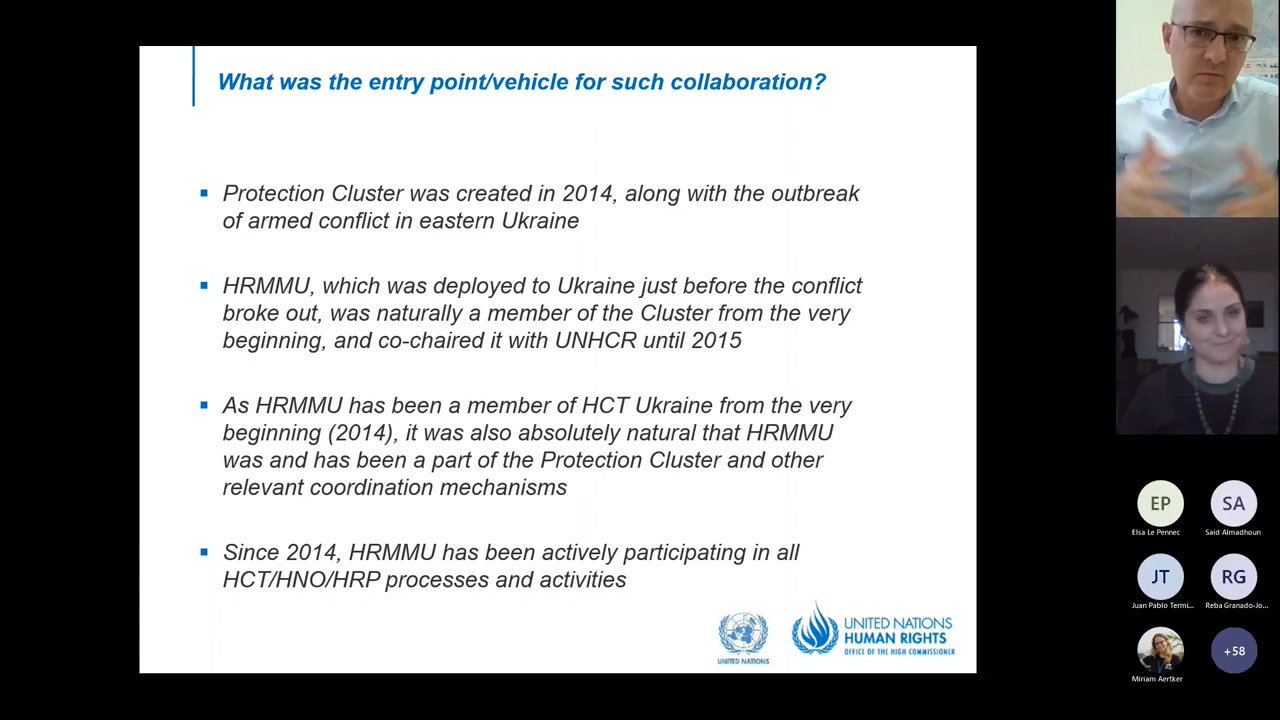 What was the entry point/vehicle for such collaboration?
Protection Cluster was created in 2014, along with the outbreak
of armed conflict in eastern Ukraine
HRMMU, which was deployed to Ukraine just before the conflict
broke out, was naturally a member of the Cluster from the very
beginning, and co-chaired it with UNHCR until 2015
As HRMMU has been a member of HCT Ukraine from the very
beginning (2014), it was also absolutely natural that HRMMU
was and has been a part of the Protection Cluster and other
relevant coordination mechanisms
Since 2014, HRMMU has been actively participating in all
HCT/HNO/HRP processes and activities
UNITED NATIONS
UNITED NATIONS
HUMAN RIGHTS
OFFICE OF THE HIGH COMMISSIONER
EP
Elsa Le Pennec
SA
Said Almadhoun
JT
Juan Pablo Termi...
RG
Reba Granado-Jo...
Miriam Aertker
+58